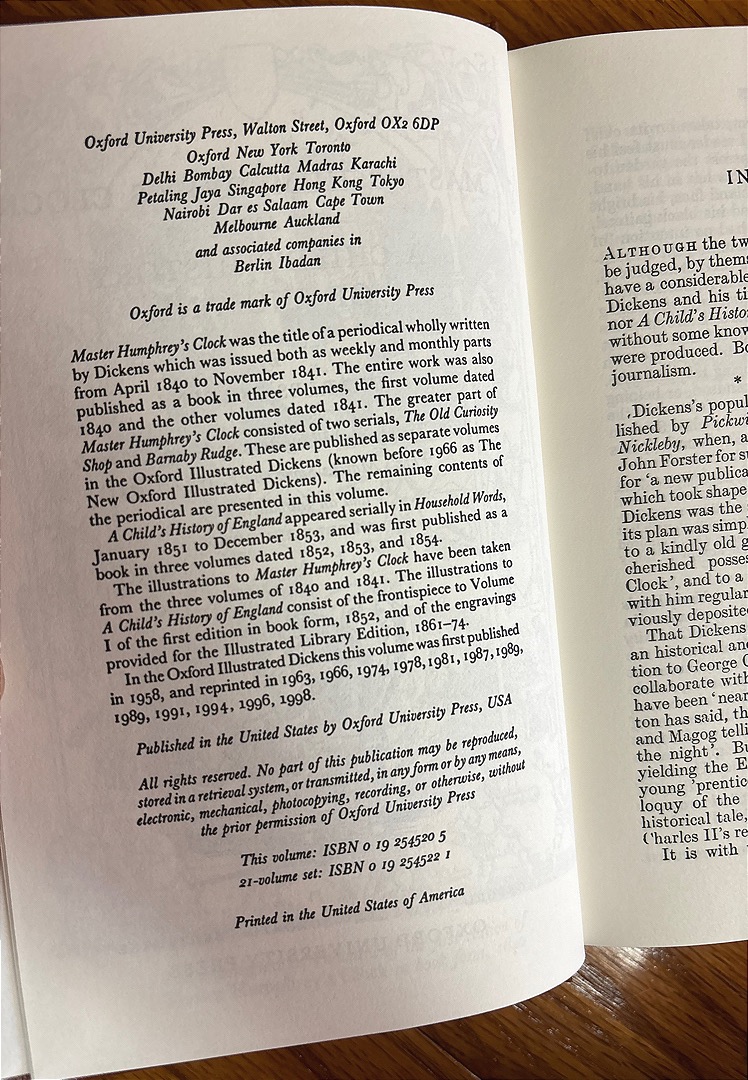 Oxford University Press, Walton Street, Oxford OX2 6DP
Oxford New York Toronto
Delhi Bombay Calcutta Madras Karachi
Petaling Jaya Singapore Hong Kong Tokyo
Nairobi Dar es Salaam Cape Town
Melbourne Auckland
and associated companies in
Berlin Ibadan
Oxford is a trade mark of Oxford University Press
Master Humphrey's Clock was the title of a periodical wholly written
by Dickens which was issued both as weekly and monthly parts
from April 1840 to November 1841. The entire work was also
published as a book in three volumes, the first volume dated
1840 and the other volumes dated 1841. The greater part of
Master Humphrey's Clock consisted of two serials, The Old Curiosity
Shop and Barnaby Rudge. These are published as separate volumes
in the Oxford Illustrated Dickens (known before 1966 as The
New Oxford Illustrated Dickens). The remaining contents of
the periodical are presented in this volume.
A Child's History of England appeared serially in Household Words,
January 1851 to December 1853, and was first published as a
book in three volumes dated 1852, 1853, and 1854.
The illustrations to Master Humphrey's Clock have been taken
from the three volumes of 1840 and 1841. The illustrations to
A Child's History of England consist of the frontispiece to Volume
I of the first edition in book form, 1852, and of the engravings
provided for the Illustrated Library Edition, 1861–74.
In the Oxford Illustrated Dickens this volume was first published
in 1958, and reprinted in 1963, 1966, 1974, 1978, 1981, 1987, 1989,
1989, 1991, 1994, 1996, 1998.
Published in the United States by Oxford University Press, USA
All rights reserved. No part of this publication may be reproduced,
stored in a retrieval system, or transmitted, in any form or by any means,
electronic, mechanical, photocopying, recording, or otherwise, without
the prior permission of Oxford University Press
This volume: ISBN 0 19 254520 5
21-volume set: ISBN 0 19 254522 1
Printed in the United States of America
IN
ALTHOUGH the tw
be judged, by thems
have a considerable
Dickens and his ti
nor A Child's Histo
without some know
were produced. Bo
journalism.
*
Dickens's popul
lished by Pickwi
Nickleby, when, a
John Forster for su
for 'a new publica
which took shape
Dickens was the
its plan was simpl
to a kindly old g
cherished posses
Clock', and to a
with him regular
viously deposited
That Dickens
an historical and
tion to George C
collaborate with
have been 'near
ton has said, th
and Magog telli
the night'. Bu
yielding the E
young 'prentic
loquy of the
historical tale,
Charles II's re
It is with